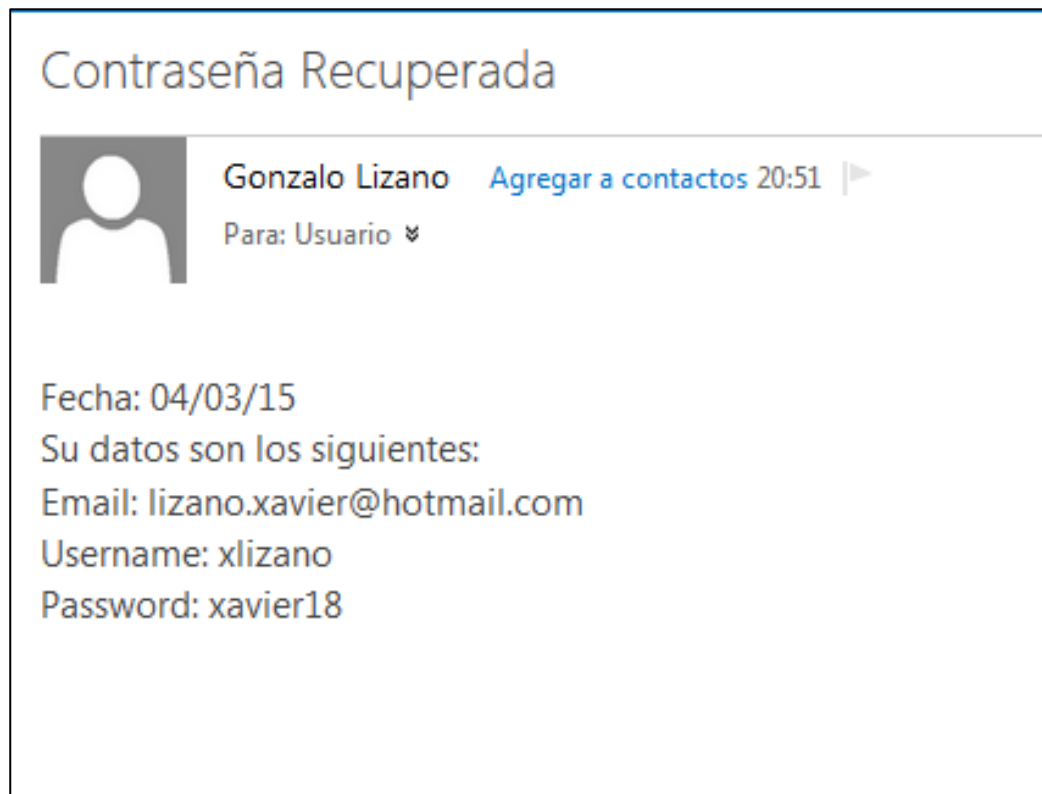 Contraseña Recuperada
Gonzalo Lizano Agregar a contactos 20:51
Para: Usuario
Fecha: 04/03/15
Su datos son los siguientes:
Email: lizano.xavier@hotmail.com
Username: xlizano
Password: xavier18